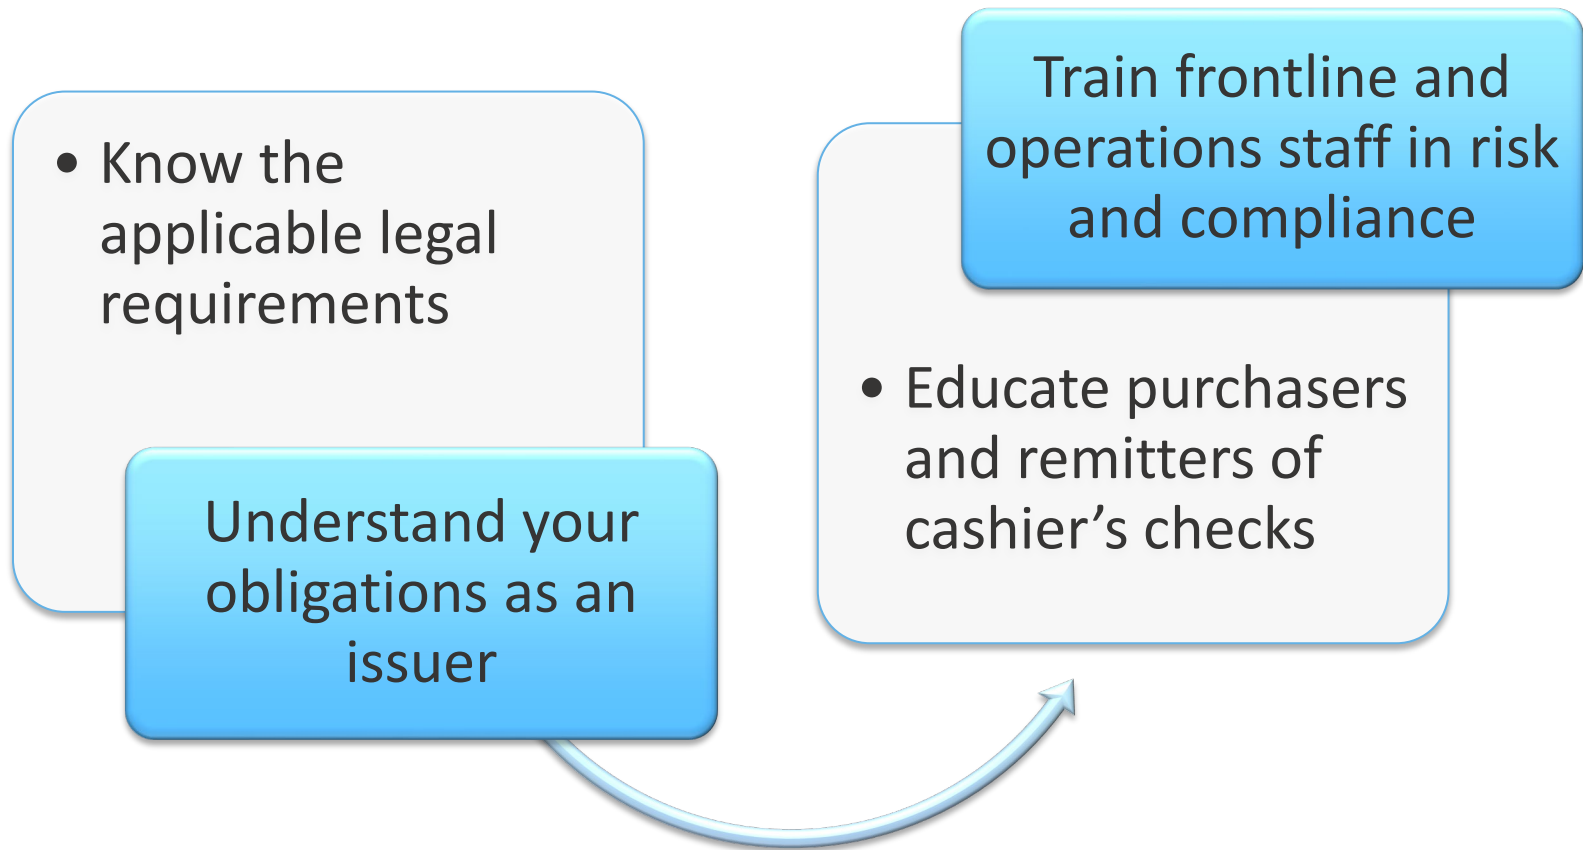 • Know the
applicable legal
requirements
Understand your
obligations as an
issuer
Train frontline and
operations staff in risk
and compliance
• Educate purchasers
and remitters of
cashier’s checks